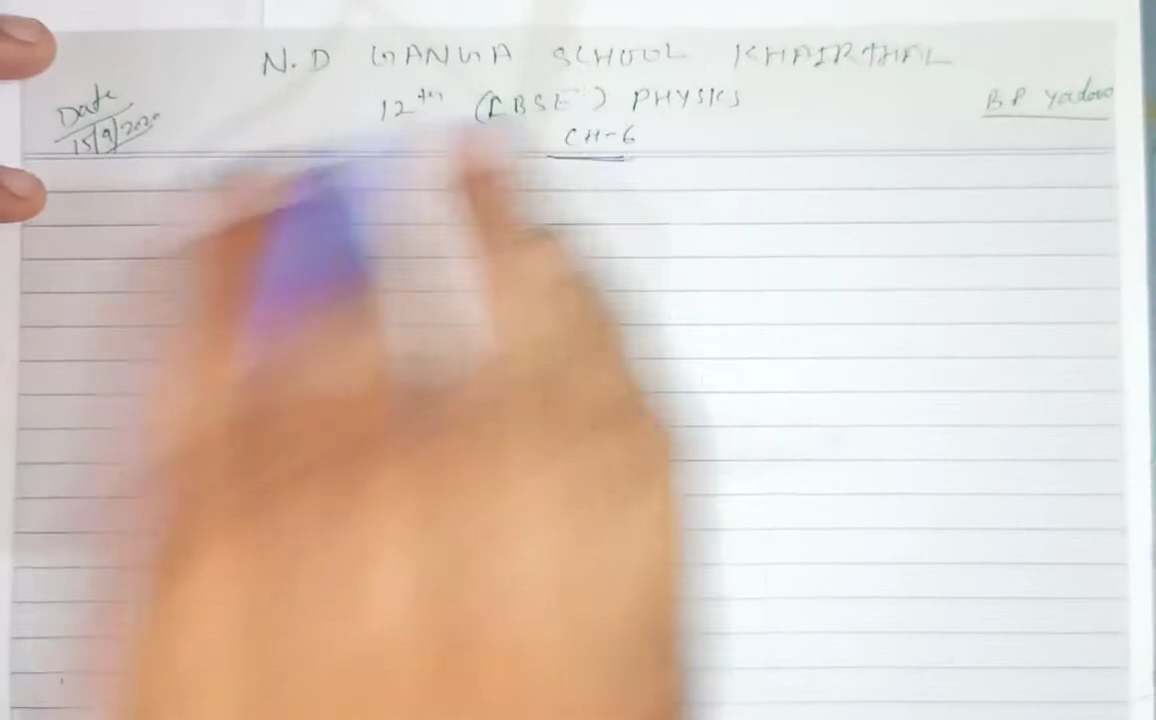 N.D GANGA SCHOOL KHAIRTHAL
Date
15/9/2020
12th (CBSE) PHYSICS
B P Yadav
CH-6